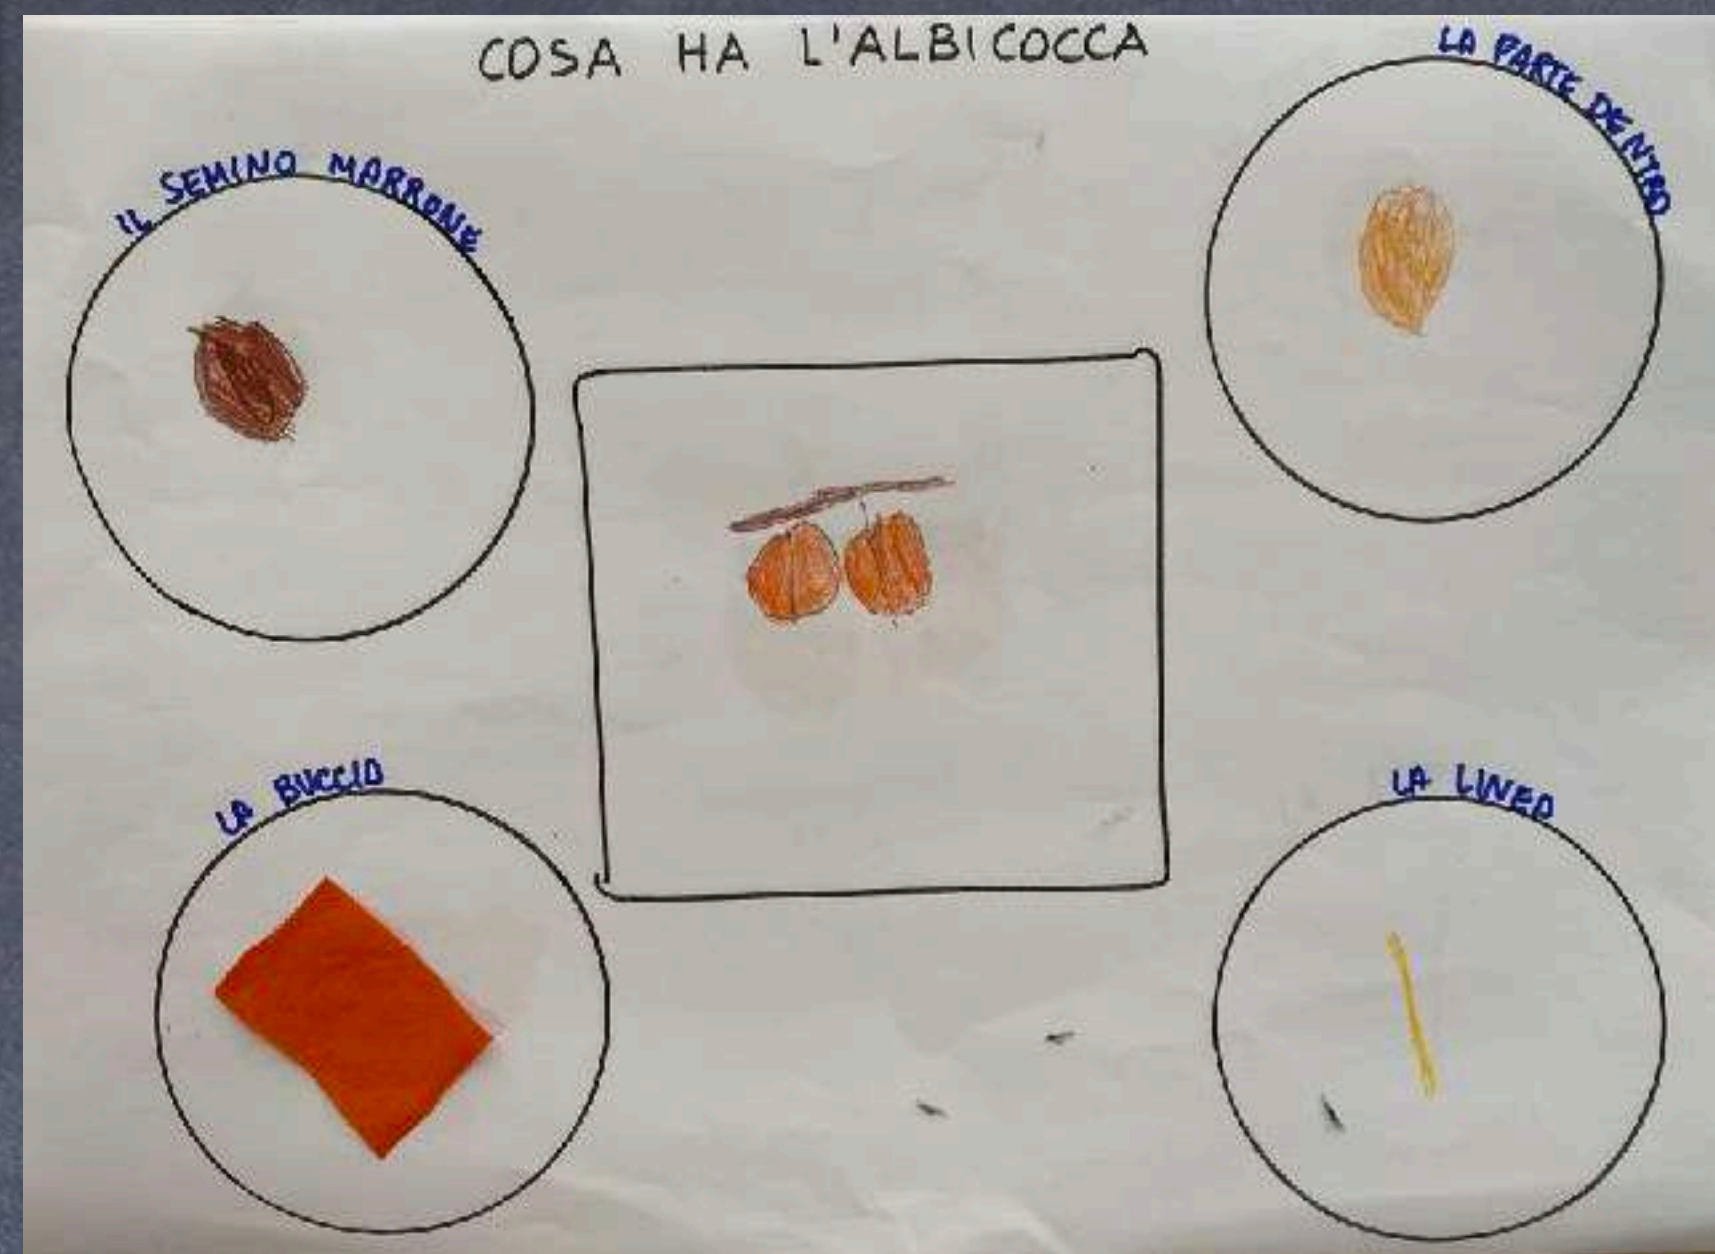 COSA HA L'ALBICOCCA
IL SEMINO MARRONE
LA PARTE DENTRO
LA BUCCIA
LA LINEA